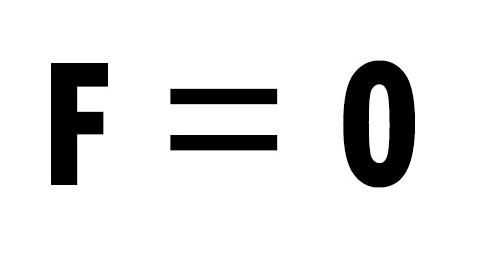 F = 0